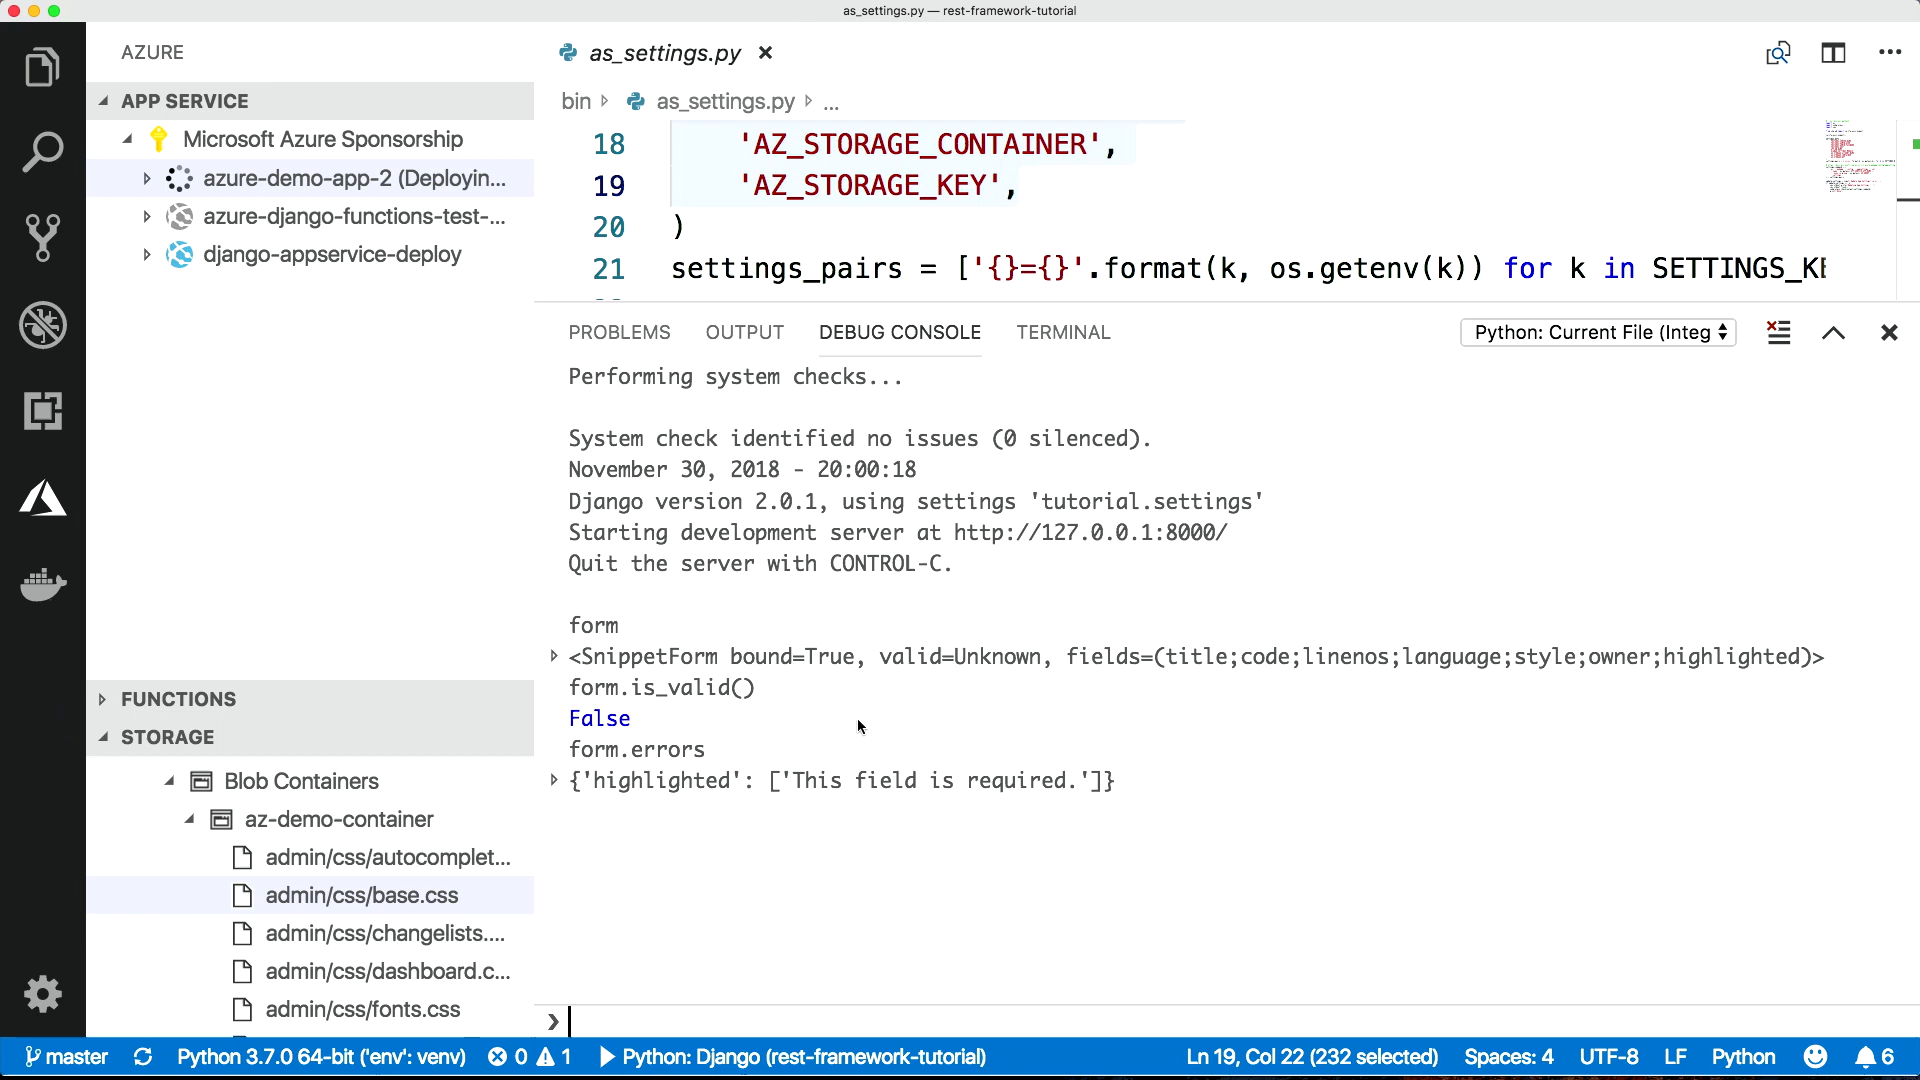 as_settings.py — rest-framework-tutorial
AZURE
APP SERVICE
Microsoft Azure Sponsorship
azure-demo-app-2 (Deployin...
azure-django-functions-test-...
django-appservice-deploy
FUNCTIONS
STORAGE
Blob Containers
az-demo-container
admin/css/autocomplet...
admin/css/base.css
admin/css/changelists....
admin/css/dashboard.c...
admin/css/fonts.css
as_settings.py
bin as_settings.py ...
18 'AZ_STORAGE_CONTAINER',
19 'AZ_STORAGE_KEY',
20 )
21 settings_pairs = ['{}={}'.format(k, os.getenv(k)) for k in SETTINGS_KE
PROBLEMS OUTPUT DEBUG CONSOLE TERMINAL Python: Current File (Integ
Performing system checks...
System check identified no issues (0 silenced).
November 30, 2018 - 20:00:18
Django version 2.0.1, using settings 'tutorial.settings'
Starting development server at http://127.0.0.1:8000/
Quit the server with CONTROL-C.
form
<SnippetForm bound=True, valid=Unknown, fields=(title;code;linenos;language;style;owner;highlighted)>
form.is_valid()
False
form.errors
{'highlighted': ['This field is required.']}
master Python 3.7.0 64-bit ('env': venv) 0 1 Python: Django (rest-framework-tutorial) Ln 19, Col 22 (232 selected) Spaces: 4 UTF-8 LF Python 6